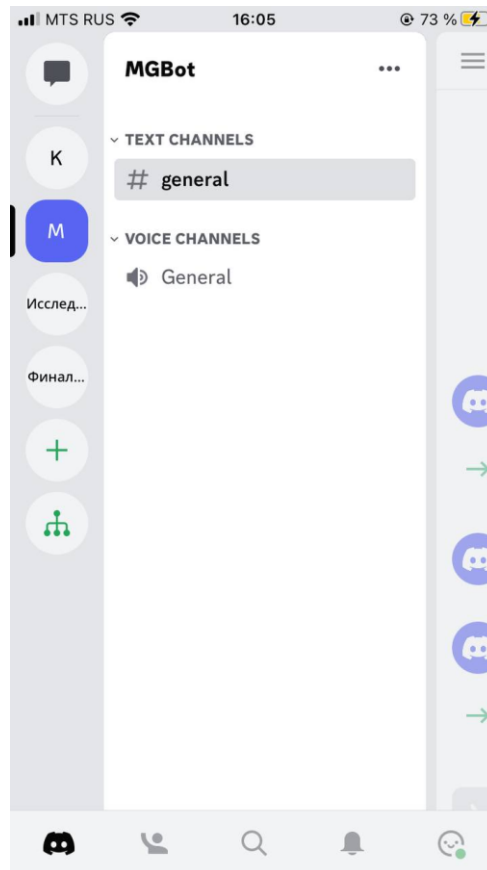 MTS RUS 16:05 73 %
MGBot
TEXT CHANNELS
K
# general
M
VOICE CHANNELS
General
Исслед...
Финал...